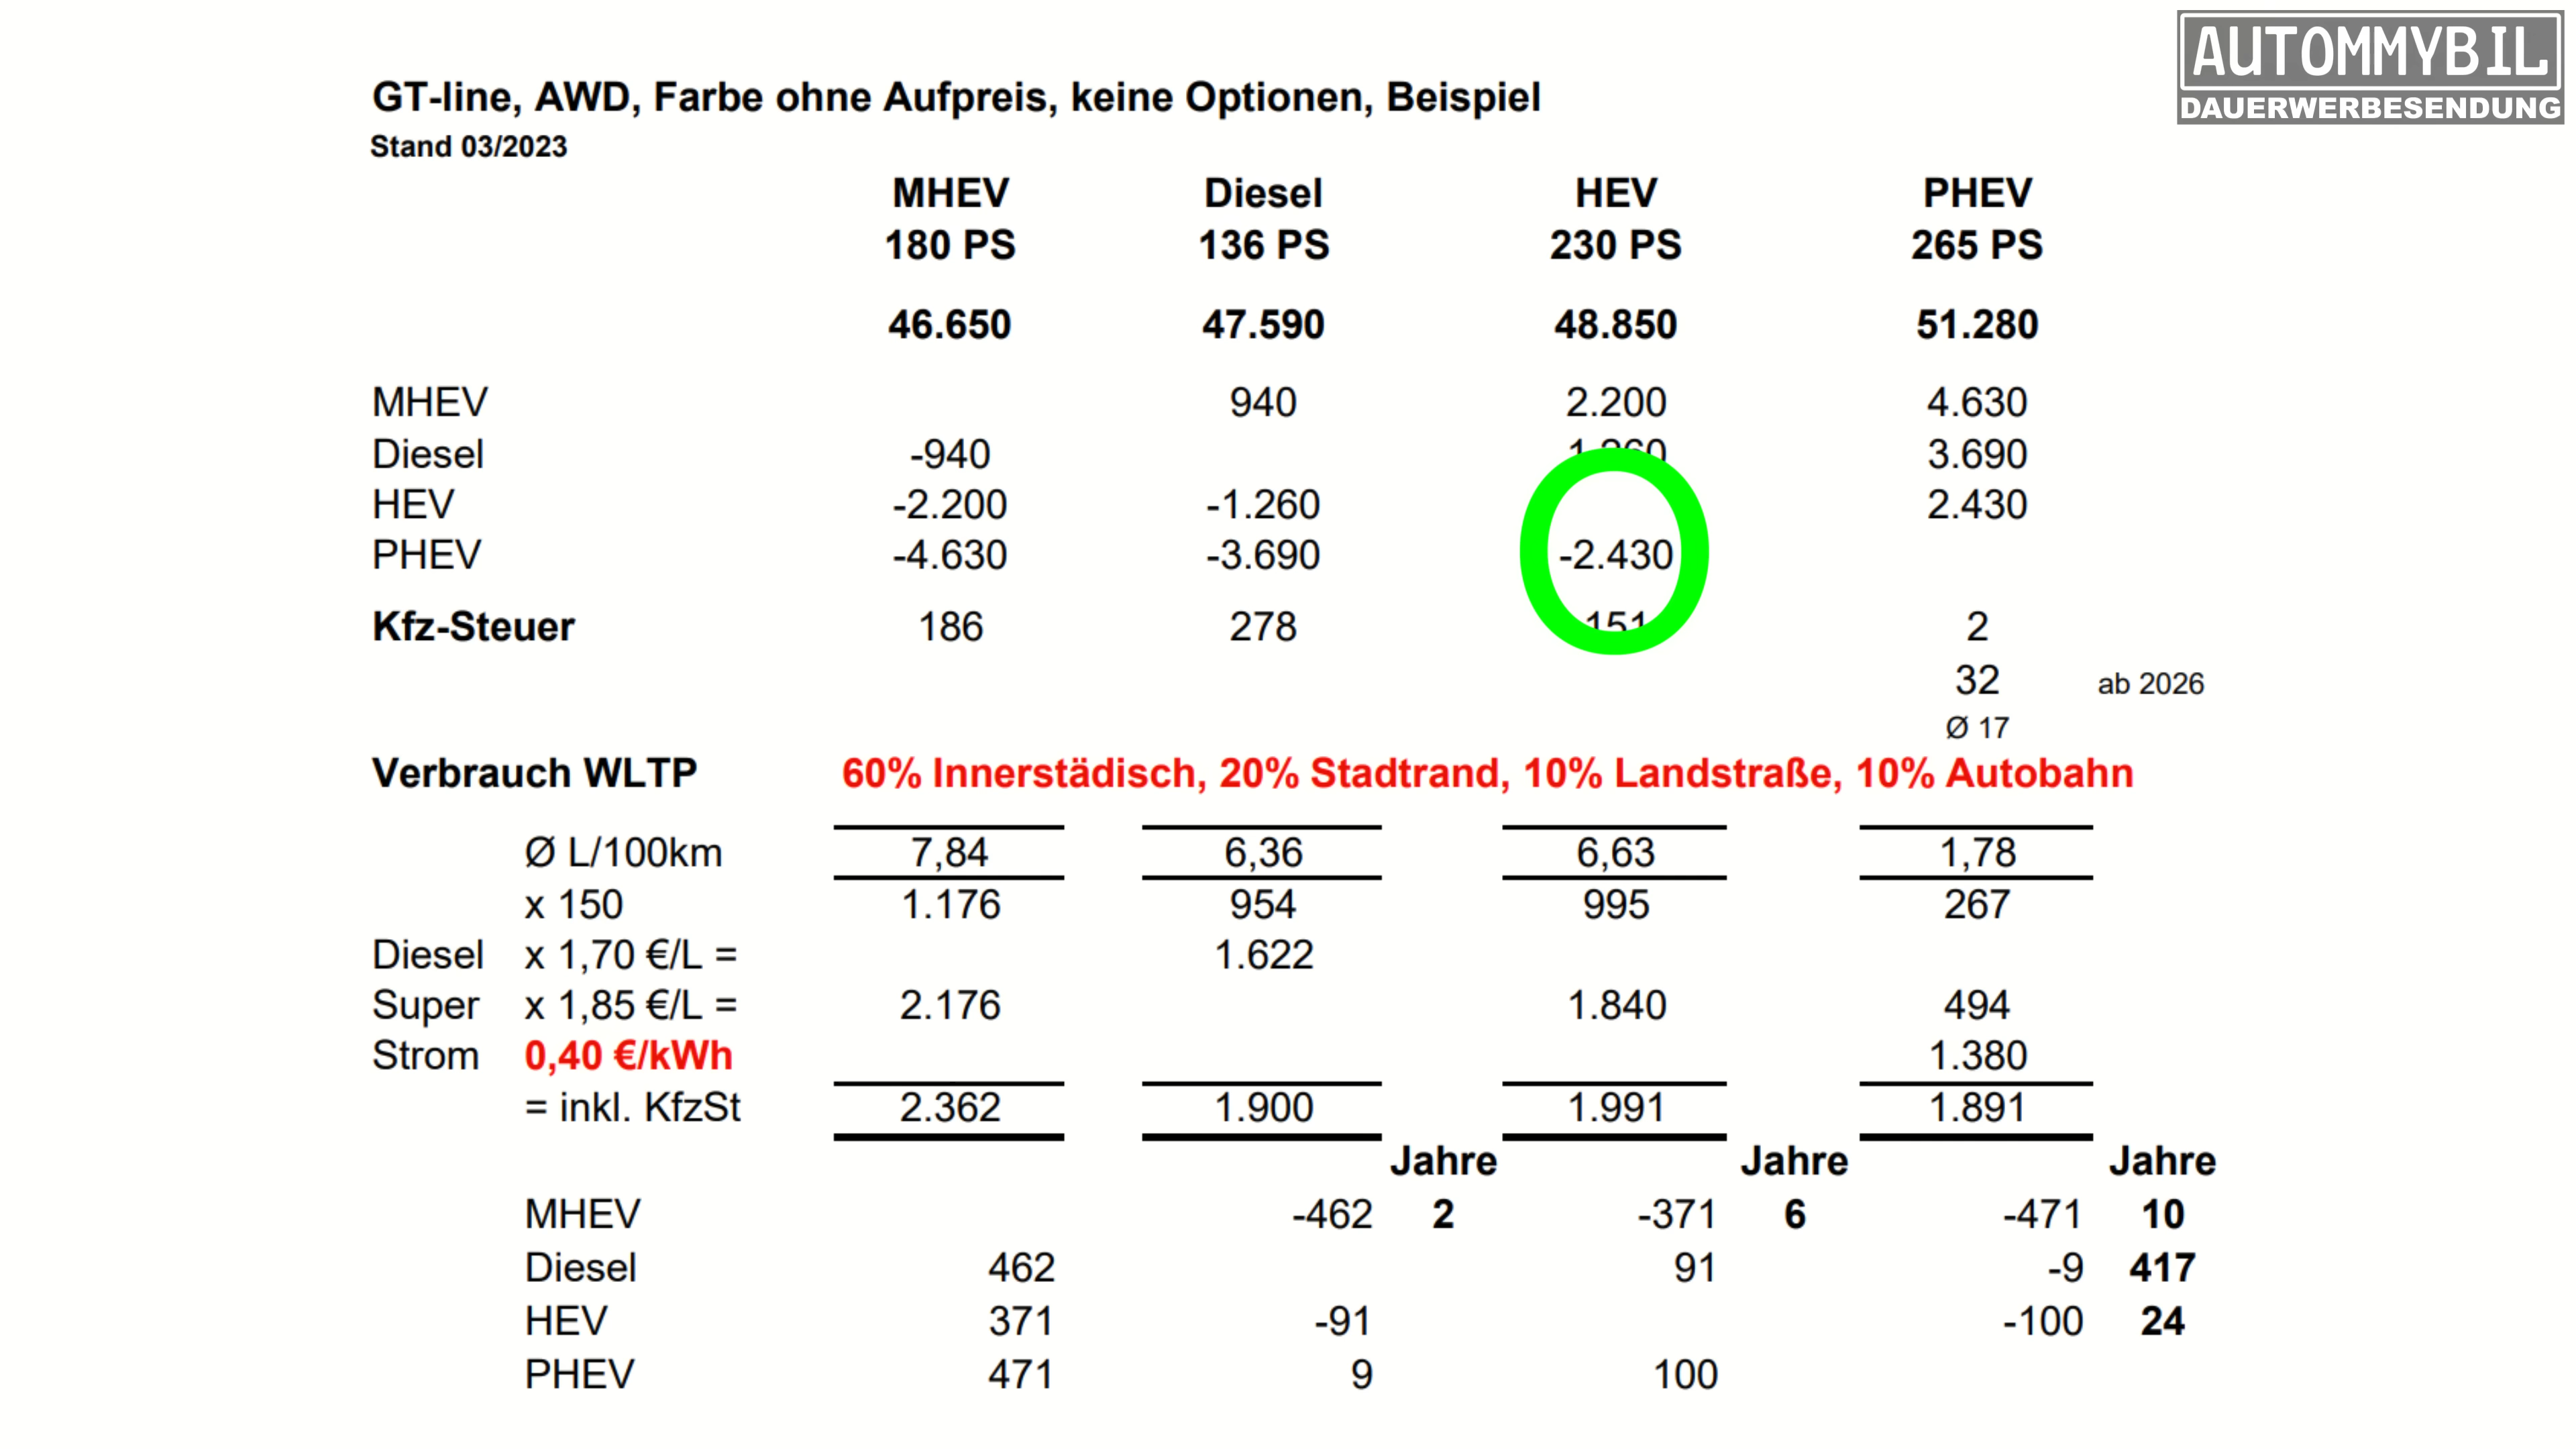 AUTOMMYBIL
DAUERWERBESENDUNG
GT-line, AWD, Farbe ohne Aufpreis, keine Optionen, Beispiel
Stand 03/2023
MHEV Diesel HEV PHEV
180 PS 136 PS 230 PS 265 PS
46.650 47.590 48.850 51.280
MHEV 940 2.200 4.630
Diesel -940 1.260 3.690
HEV -2.200 -1.260 2.430
PHEV -4.630 -3.690 -2.430
Kfz-Steuer 186 278 151 2
32 ab 2026
Ø 17
Verbrauch WLTP 60% Innerstädisch, 20% Stadtrand, 10% Landstraße, 10% Autobahn
Ø L/100km 7,84 6,36 6,63 1,78
x 150 1.176 954 995 267
Diesel x 1,70 €/L = 1.622
Super x 1,85 €/L = 2.176 1.840 494
Strom 0,40 €/kWh 1.380
= inkl. KfzSt 2.362 1.900 1.991 1.891
Jahre Jahre Jahre
MHEV -462 2 -371 6 -471 10
Diesel 462 91 -9 417
HEV 371 -91 -100 24
PHEV 471 9 100